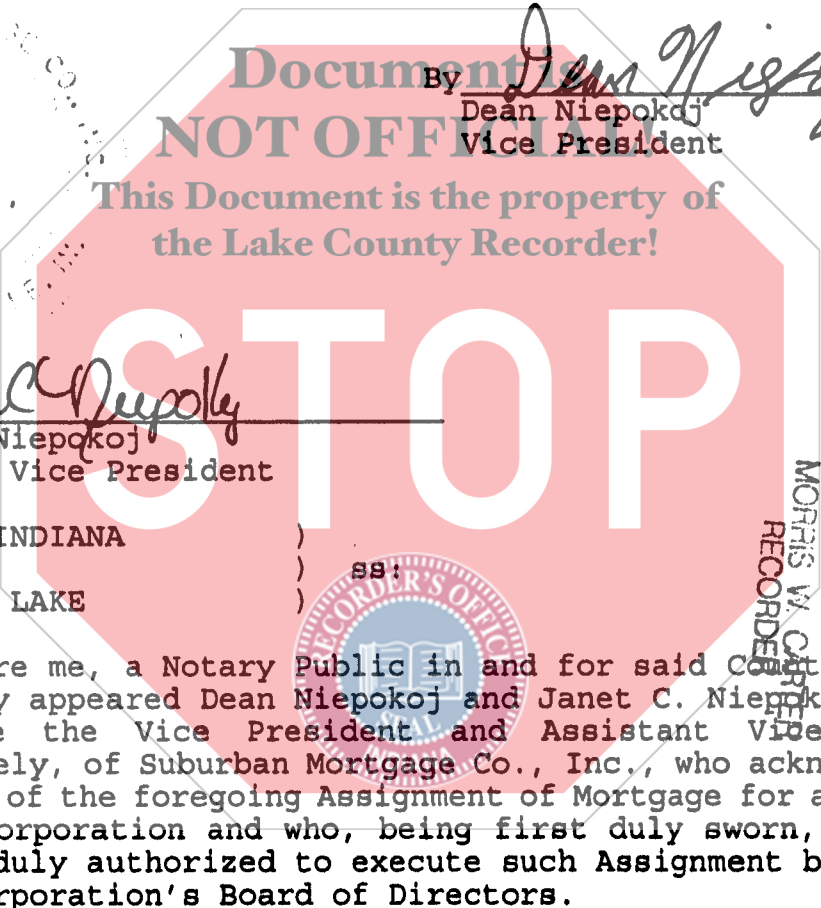 Document is
By
NOT OFFICIAL!
Dean Niepokoj
Vice President
This Document is the property of
the Lake County Recorder!
STOP
Niepokoj
Vice President
INDIANA )
) ss:
LAKE )
MORRIS W. CARTER
RECORDER
RECORDER'S OFFICE
SEAL
INDIANA
re me, a Notary Public in and for said Count
y appeared Dean Niepokoj and Janet C. Niepok
e the Vice President and Assistant Vice
ely, of Suburban Mortgage Co., Inc., who ackn
of the foregoing Assignment of Mortgage for a
orporation and who, being first duly sworn,
duly authorized to execute such Assignment b
rporation's Board of Directors.